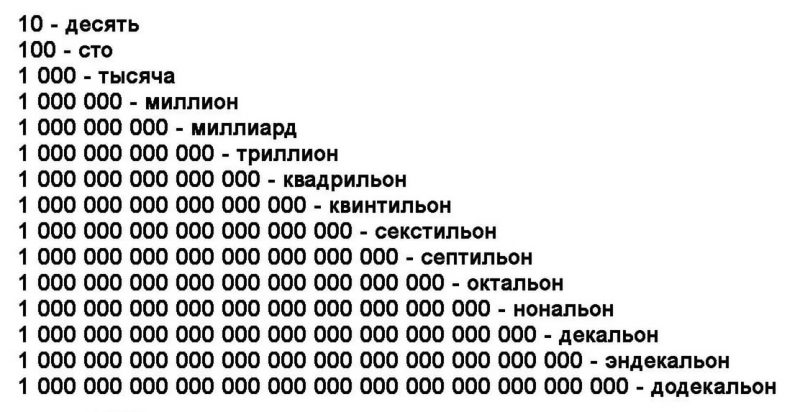 10 - десять
100 - сто
1 000 - тысяча
1 000 000 - миллион
1 000 000 000 - миллиард
1 000 000 000 000 - триллион
1 000 000 000 000 000 - квадрильон
1 000 000 000 000 000 000 - квинтильон
1 000 000 000 000 000 000 000 - секстильон
1 000 000 000 000 000 000 000 000 - септильон
1 000 000 000 000 000 000 000 000 000 - октальон
1 000 000 000 000 000 000 000 000 000 000 - нональон
1 000 000 000 000 000 000 000 000 000 000 000 - декальон
1 000 000 000 000 000 000 000 000 000 000 000 000 - эндекальон
1 000 000 000 000 000 000 000 000 000 000 000 000 000 - додекальон